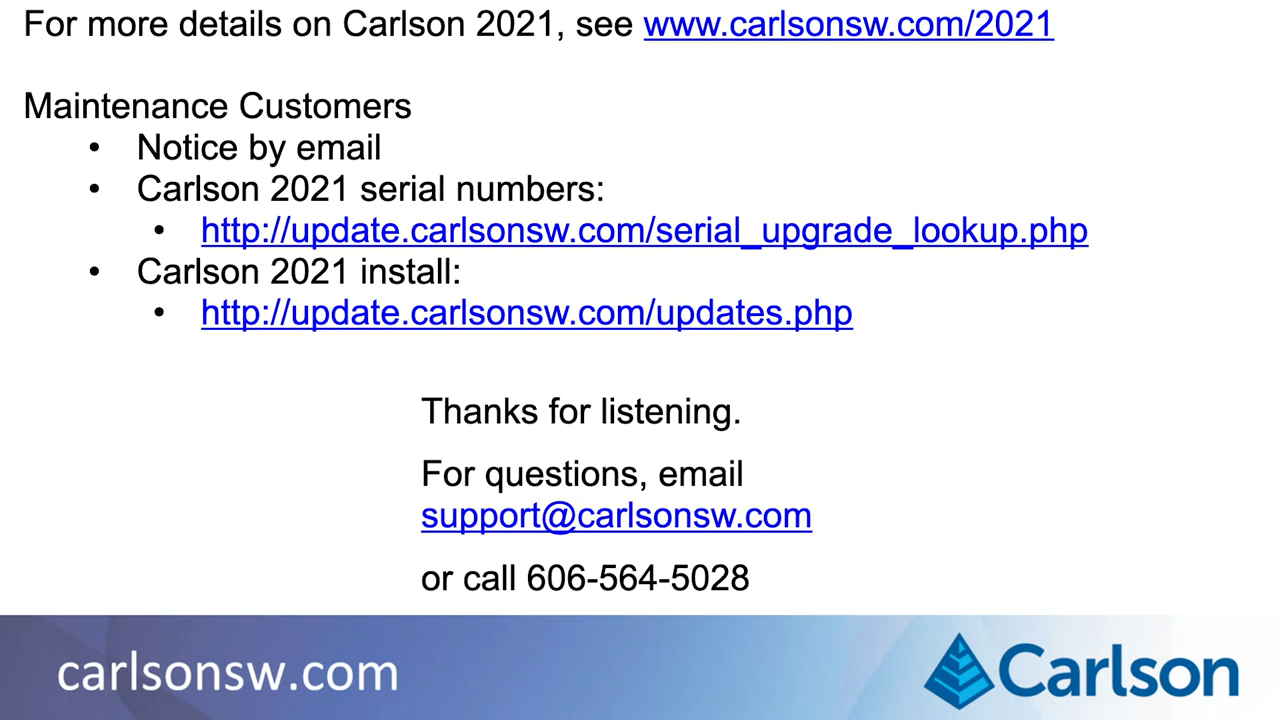 For more details on Carlson 2021, see www.carlsonsw.com/2021
Maintenance Customers
• Notice by email
• Carlson 2021 serial numbers:
• http://update.carlsonsw.com/serial_upgrade_lookup.php
• Carlson 2021 install:
• http://update.carlsonsw.com/updates.php
Thanks for listening.
For questions, email
support@carlsonsw.com
or call 606-564-5028
carlsonsw.com
Carlson